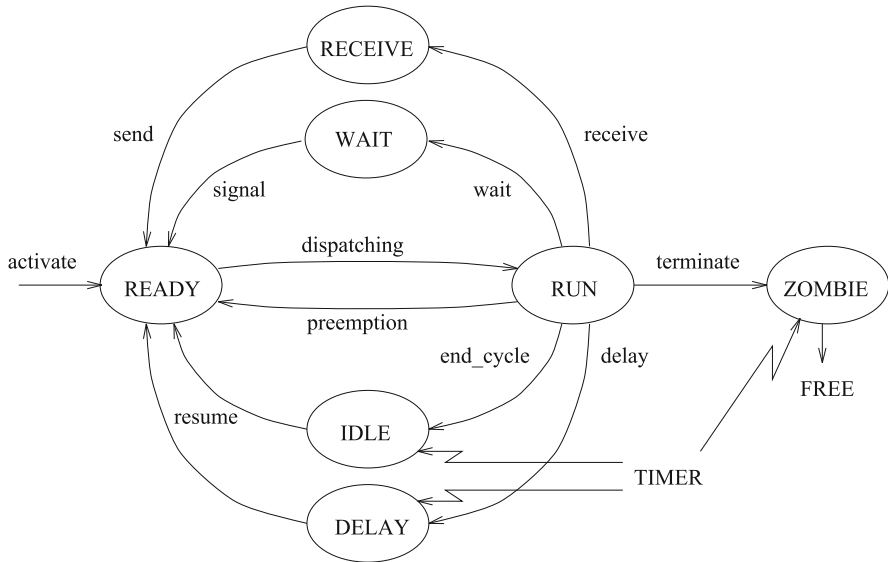 RECEIVE
send
WAIT
receive
signal
wait
activate
dispatching
terminate
READY
RUN
ZOMBIE
preemption
end_cycle
delay
FREE
resume
IDLE
TIMER
DELAY